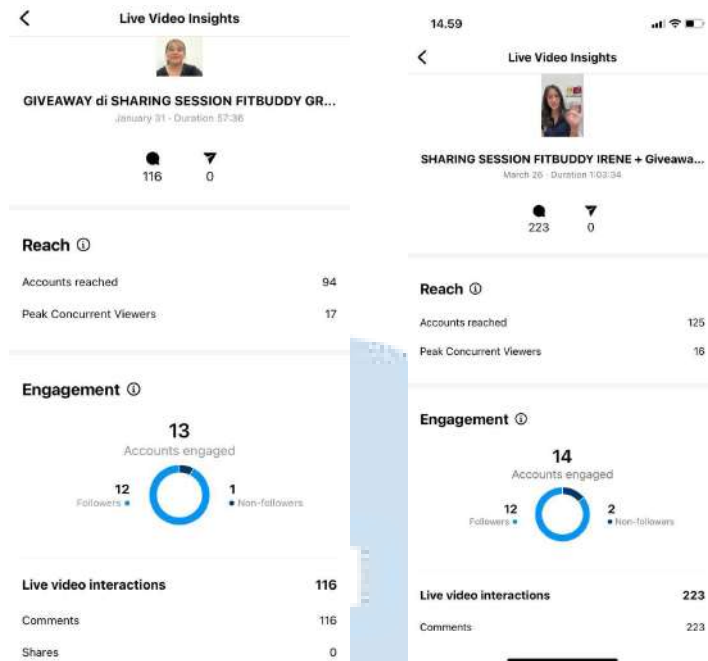 Live Video Insights
GIVEAWAY di SHARING SESSION FITBUDDY GR...
January 31 · Duration 57:36
116 0
Reach
Accounts reached 94
Peak Concurrent Viewers 17
Engagement
13
Accounts engaged
12 1
Followers Non-followers
Live video interactions 116
Comments 116
Shares 0
14.59
Live Video Insights
SHARING SESSION FITBUDDY IRENE + Giveawa...
March 26 · Duration 1:03:34
223 0
Reach
Accounts reached 125
Peak Concurrent Viewers 16
Engagement
14
Accounts engaged
12 2
Followers Non-followers
Live video interactions 223
Comments 223